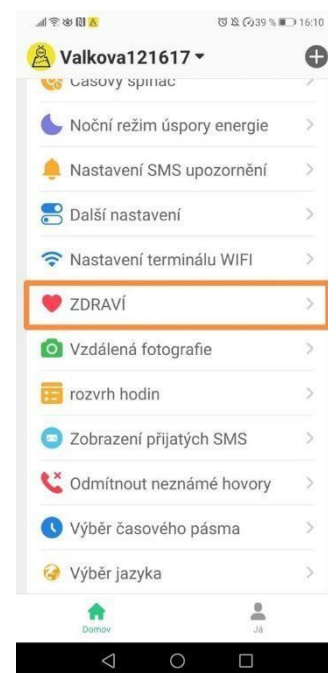 39 % 16:10
Valkova121617
Časový spínač
Noční režim úspory energie
Nastavení SMS upozornění
Další nastavení
Nastavení terminálu WIFI
ZDRAVÍ
Vzdálená fotografie
rozvrh hodin
Zobrazení přijatých SMS
Odmítnout neznámé hovory
Výběr časového pásma
Výběr jazyka
Domov
Já